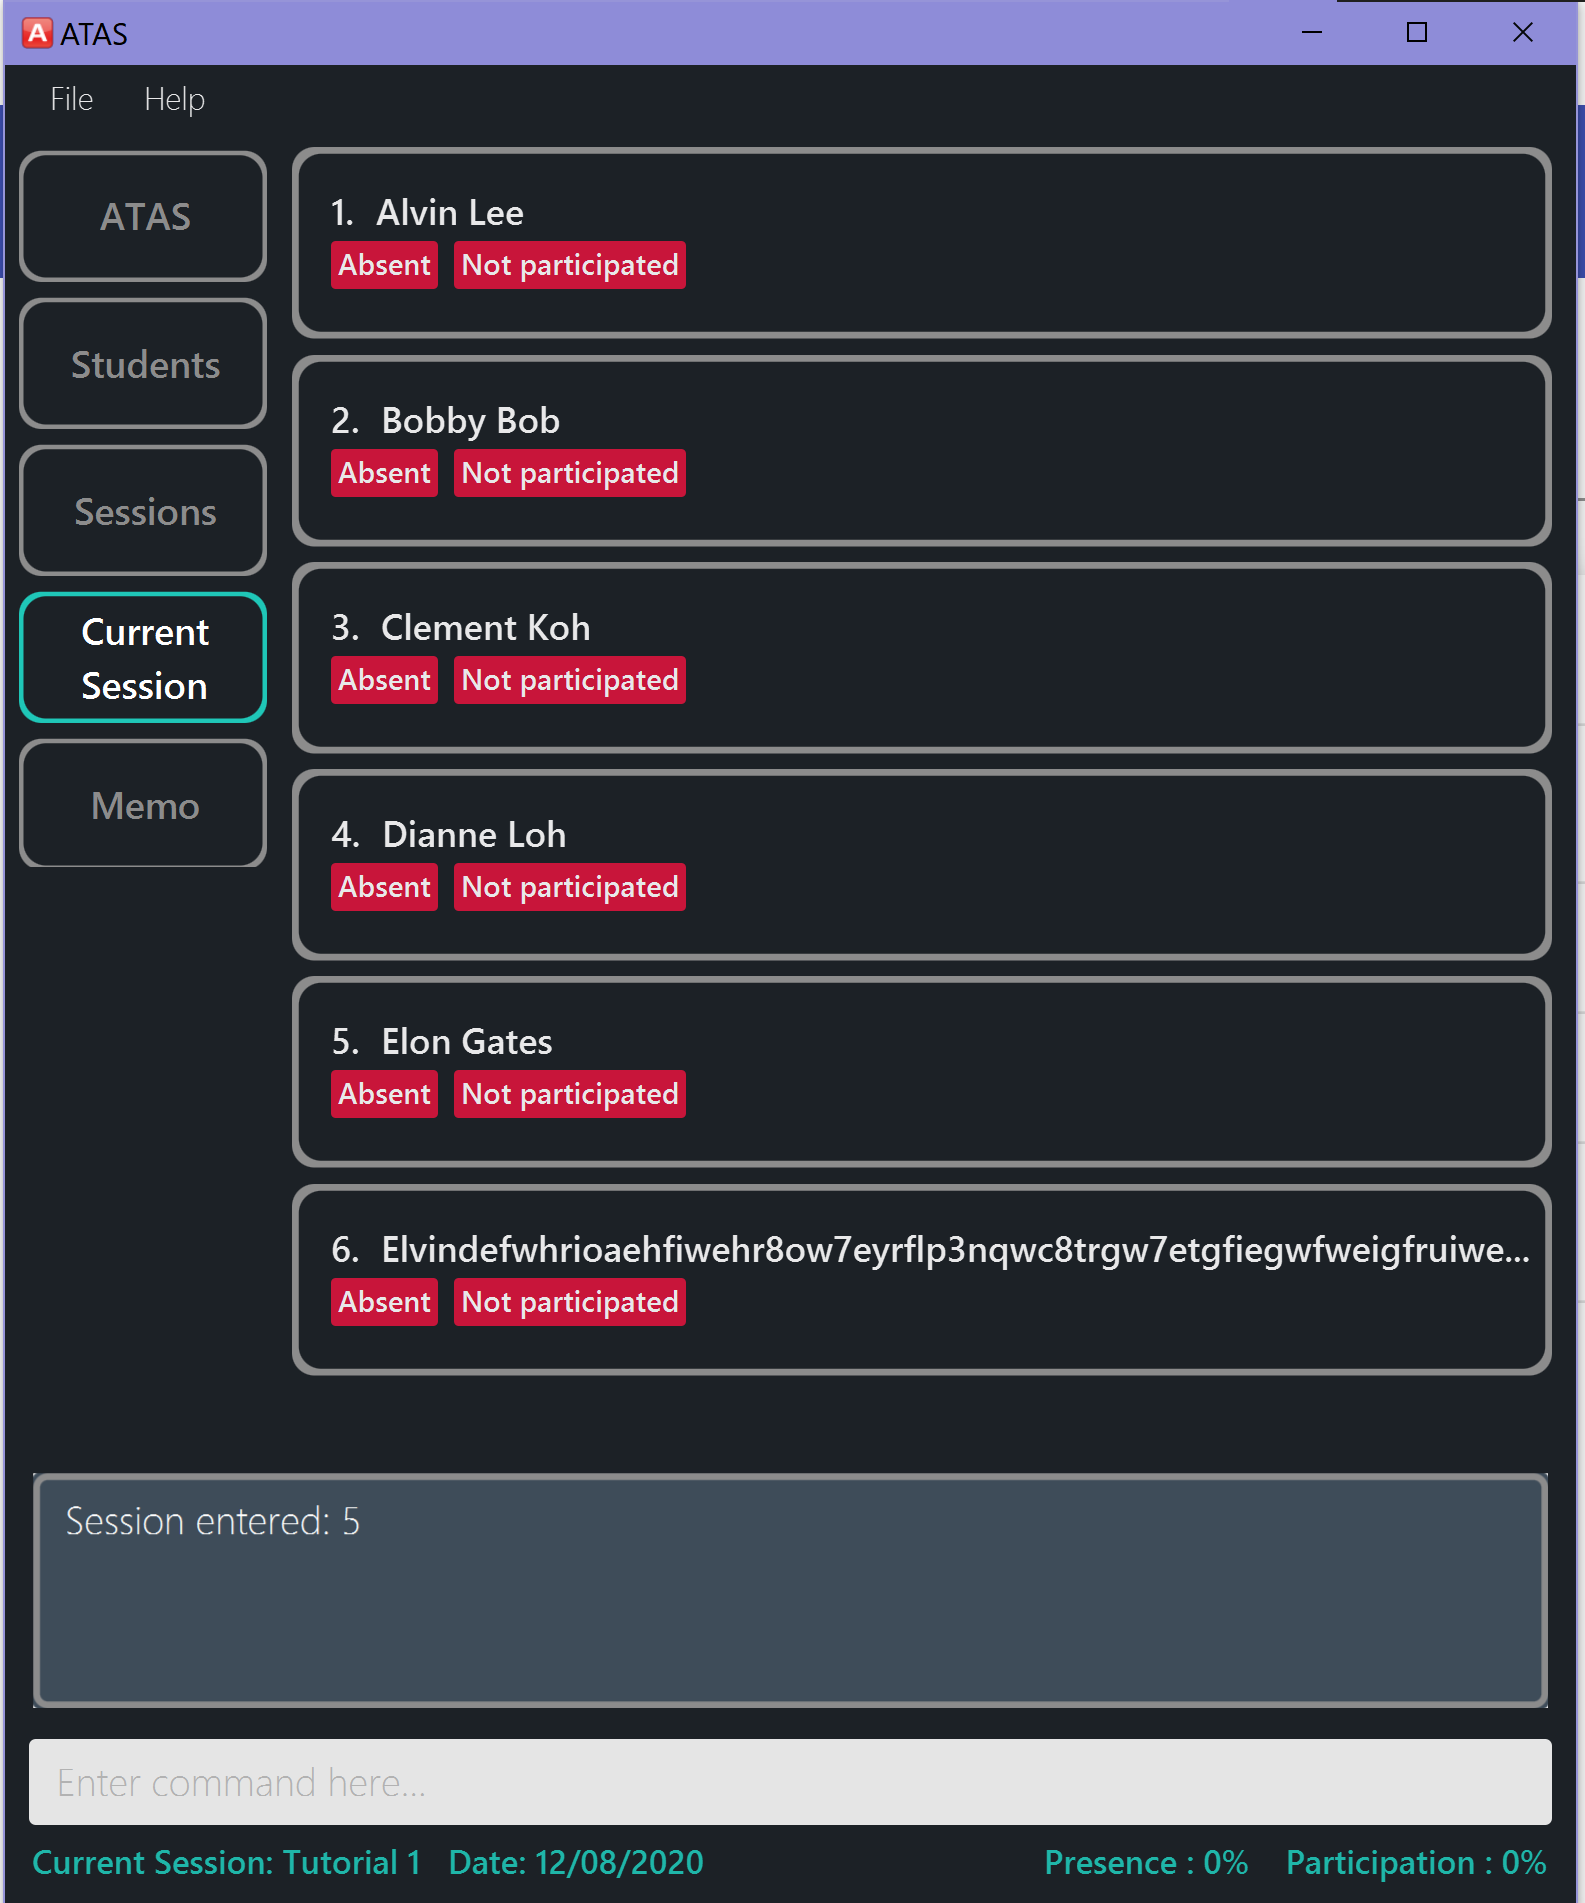 A ATAS
File Help
ATAS
Students
Sessions
Current
Session
Memo
1. Alvin Lee
Absent Not participated
2. Bobby Bob
Absent Not participated
3. Clement Koh
Absent Not participated
4. Dianne Loh
Absent Not participated
5. Elon Gates
Absent Not participated
6. Elvindefwhrioaehfiwehr8ow7eyrflp3nqwc8trgw7etgfiegwfweigfruiwe...
Absent Not participated
Session entered: 5
Enter command here...
Current Session: Tutorial 1 Date: 12/08/2020 Presence : 0% Participation : 0%